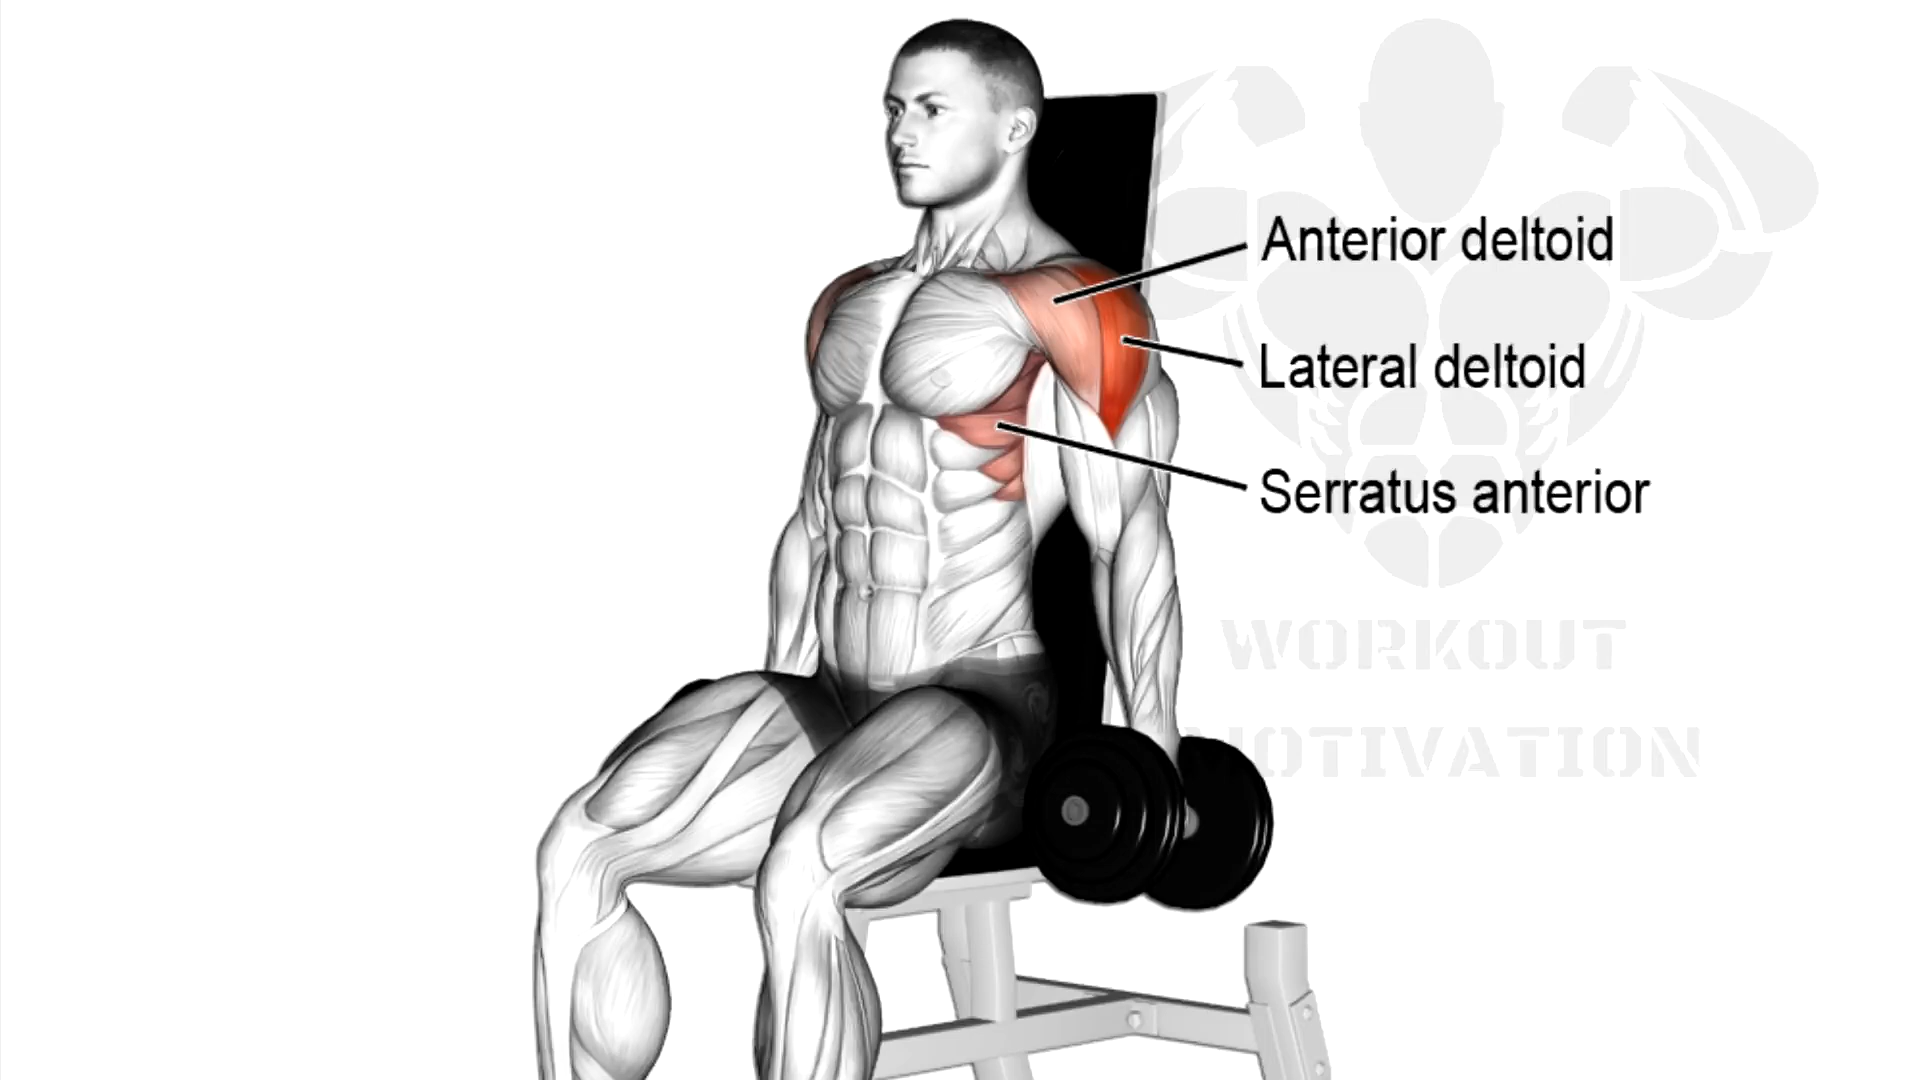 Anterior deltoid
Lateral deltoid
Serratus anterior
WORKOUT
MOTIVATION